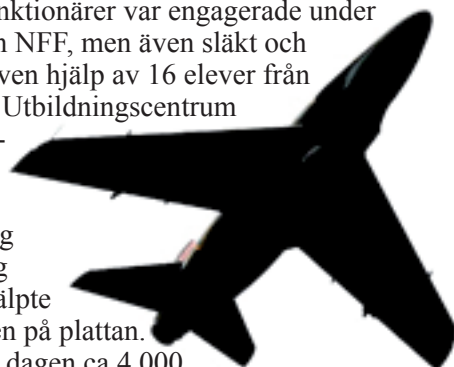 nktionärer var engagerade under
n NFF, men även släkt och
ven hjälp av 16 elever från
Utbildningscentrum
-
g
g
älpte
en på plattan.
dagen ca 4 000